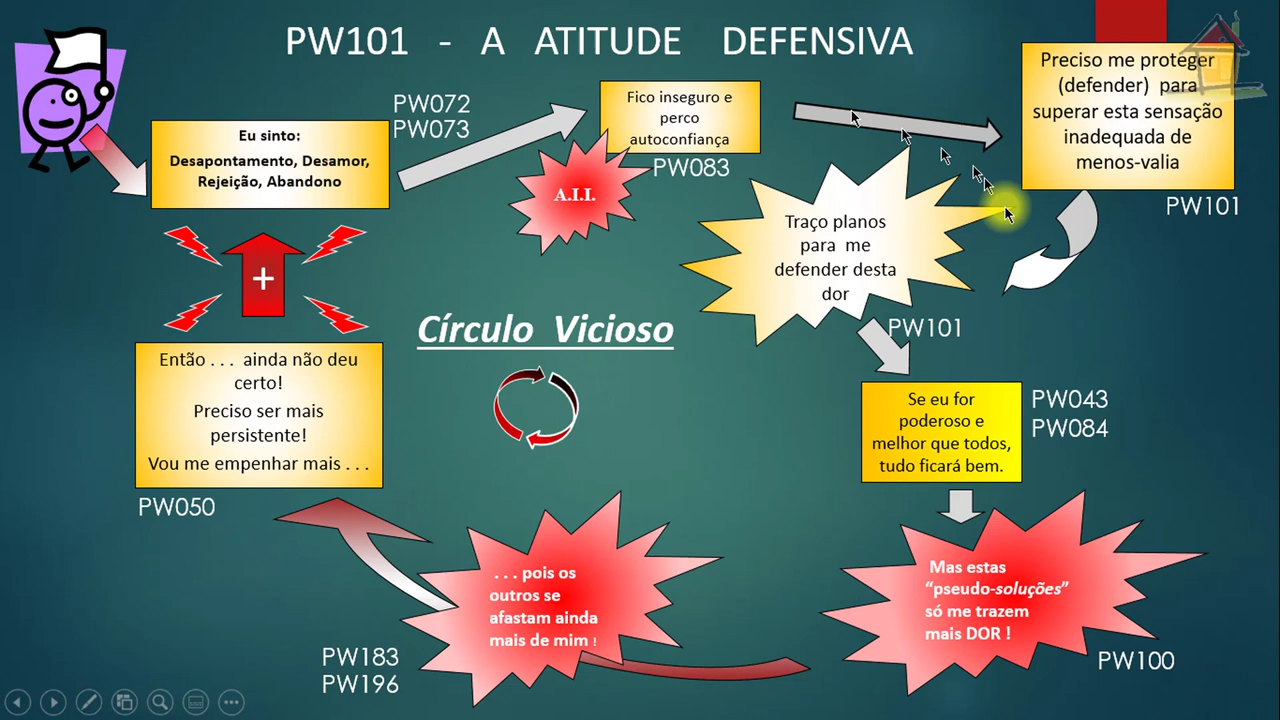 PW101 - A ATITUDE DEFENSIVA
Eu sinto:
Desapontamento, Desamor,
Rejeição, Abandono
PW072
PW073
Fico inseguro e
perco
autoconfiança
PW083
A.I.I.
Preciso me proteger
(defender) para
superar esta sensação
inadequada de
menos-valia
PW101
Traço planos
para me
defender desta
dor
PW101
Se eu for
poderoso e
melhor que todos,
tudo ficará bem.
PW043
PW084
Mas estas
“pseudo-soluções”
só me trazem
mais DOR !
PW100
. . . pois os
outros se
afastam ainda
mais de mim !
PW183
PW196
Então . . . ainda não deu
certo!
Preciso ser mais
persistente!
Vou me empenhar mais . . .
PW050
+
Círculo Vicioso